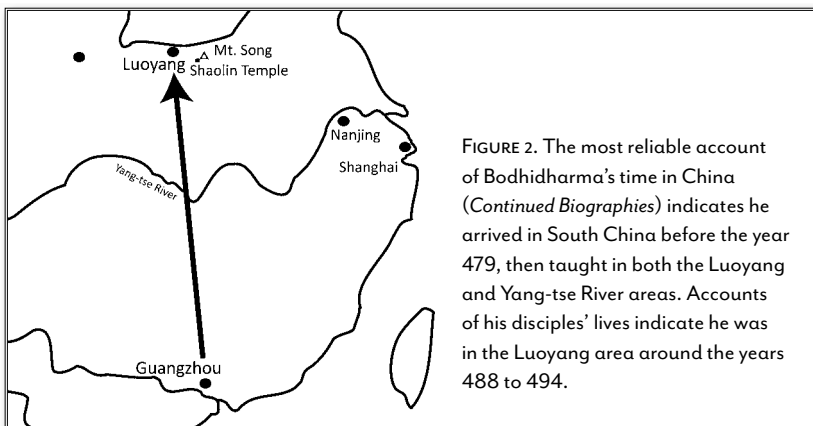 Mt. Song
Luoyang
Shaolin Temple
Nanjing
Shanghai
Yang-tse River
Guangzhou
FIGURE 2. The most reliable account
of Bodhidharma’s time in China
(Continued Biographies) indicates he
arrived in South China before the year
479, then taught in both the Luoyang
and Yang-tse River areas. Accounts
of his disciples’ lives indicate he was
in the Luoyang area around the years
488 to 494.